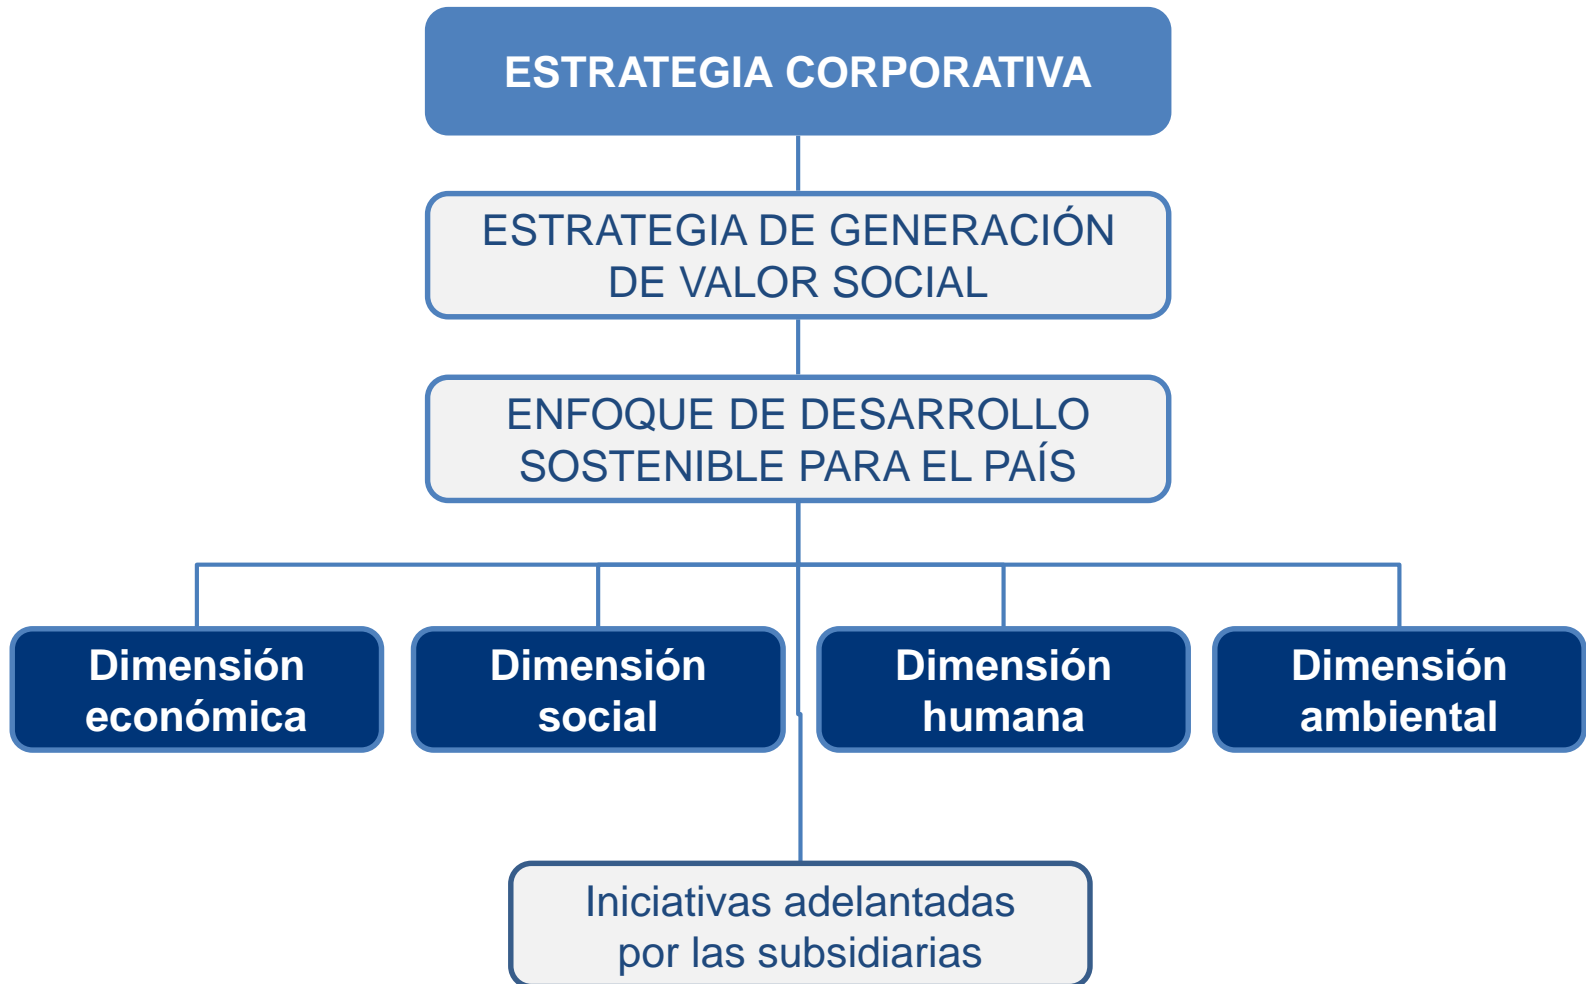 ESTRATEGIA CORPORATIVA
ESTRATEGIA DE GENERACIÓN
DE VALOR SOCIAL
ENFOQUE DE DESARROLLO
SOSTENIBLE PARA EL PAÍS
Dimensión
económica
Dimensión
social
Dimensión
humana
Dimensión
ambiental
Iniciativas adelantadas
por las subsidiarias